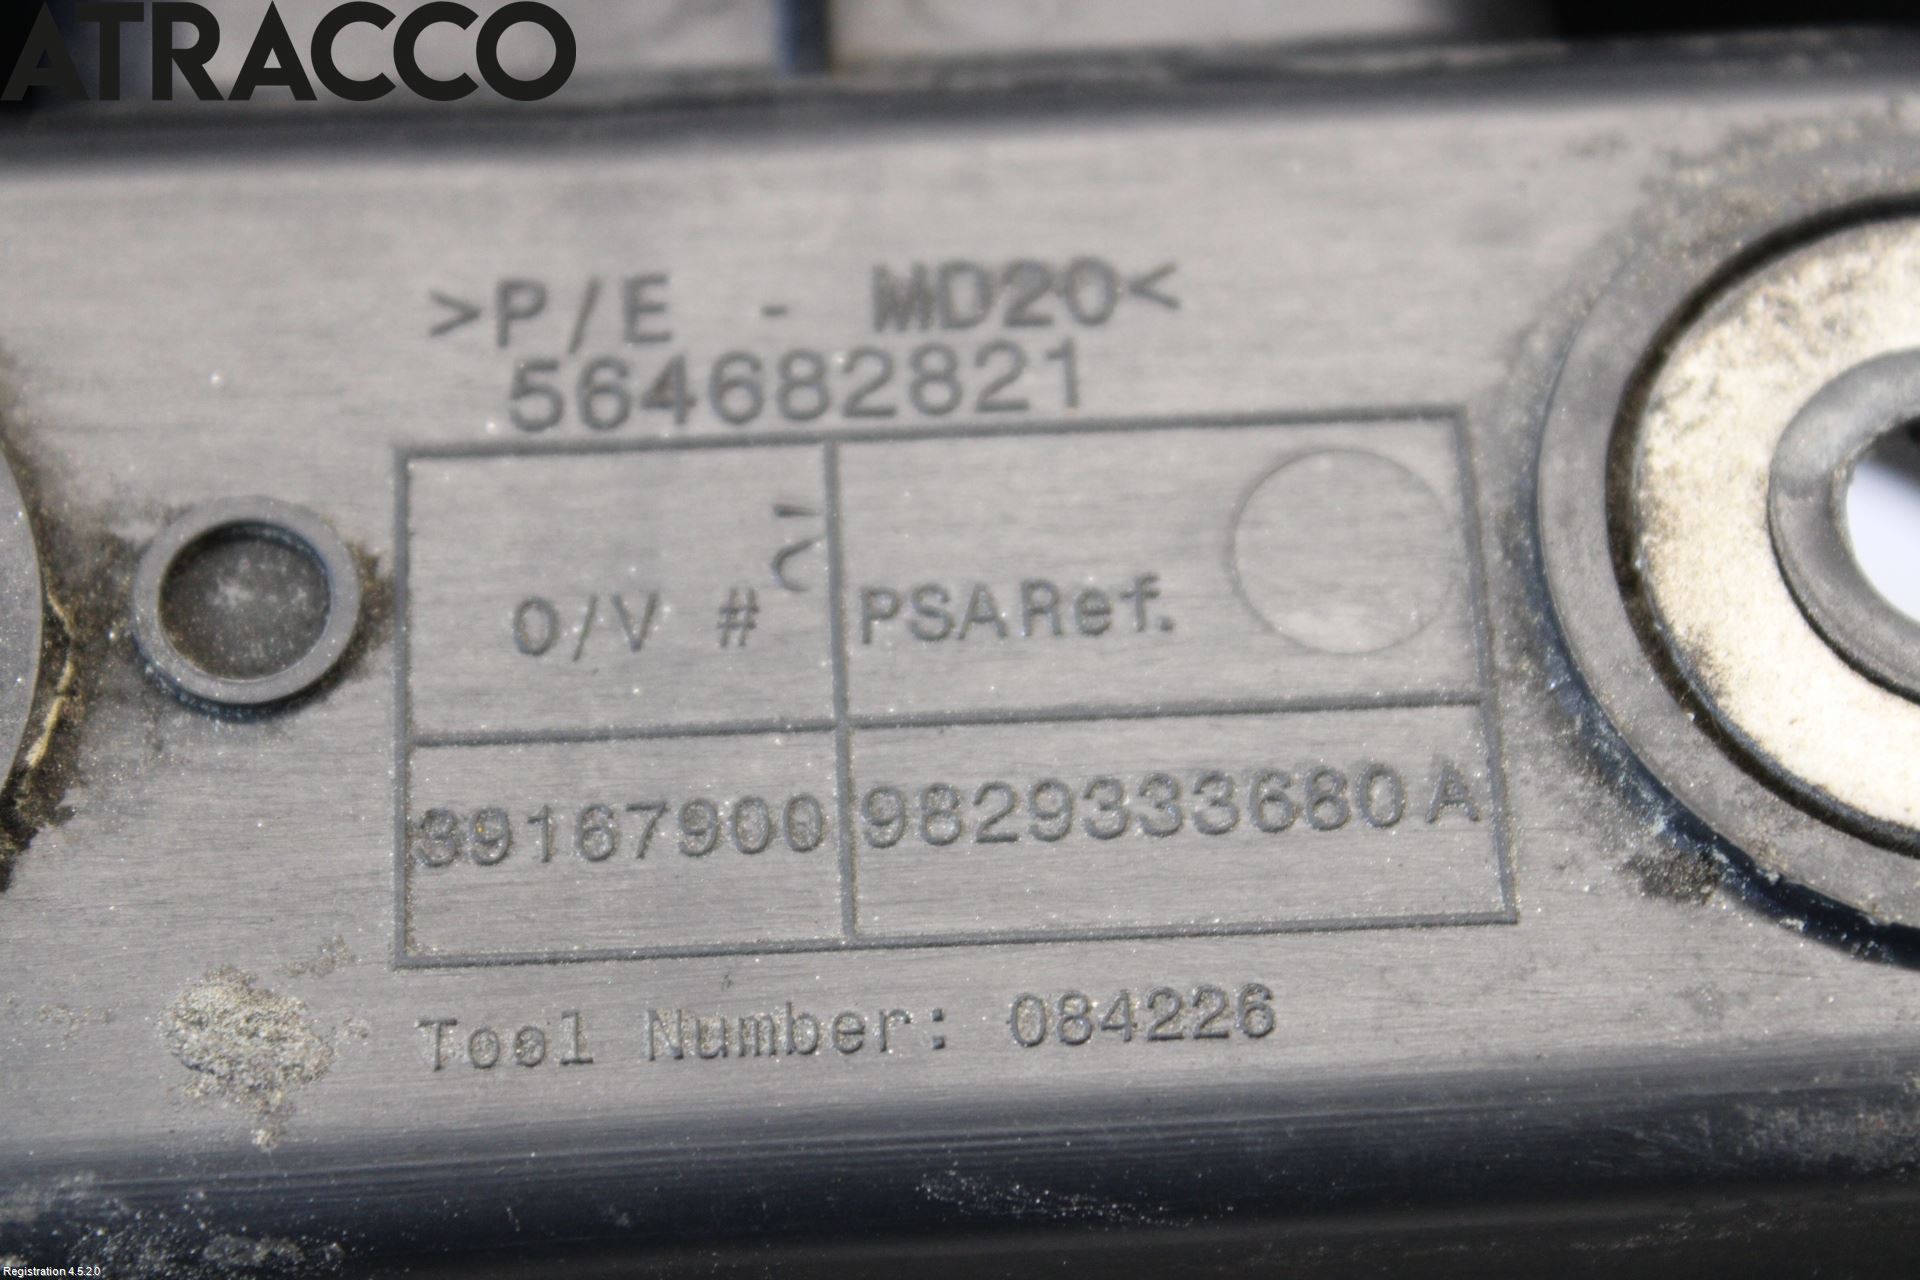 ATRACCO
>P/E - MD20<
564682821
O/V # PSA Ref.
39167900 9829333680 A
Tool Number: 084226
Registration 4.5.2.0